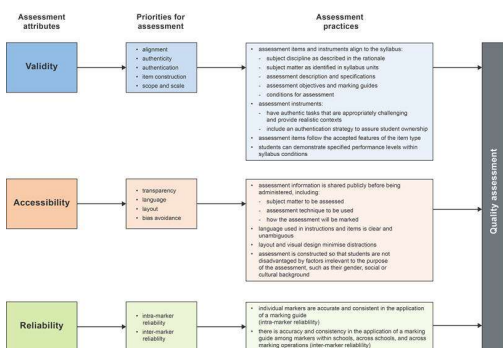 Assessment
attributes
Priorities for
assessment
Assessment
practices
Validity
• alignment
• authenticity
• authentication
• item construction
• scope and scale
• assessment items and instruments align to the syllabus:
- subject discipline as described in the rationale
- subject matter as identified in syllabus units
- assessment description and specifications
- assessment objectives and marking guides
- conditions for assessment
• assessment instruments:
- have authentic tasks that are appropriately challenging
and provide realistic contexts
- include an authentication strategy to assure student ownership
• assessment items follow the accepted features of the item type
• students can demonstrate specified performance levels within
syllabus conditions
Accessibility
• transparency
• language
• layout
• bias avoidance
• assessment information is shared publicly before being
administered, including:
- subject matter to be assessed
- assessment technique to be used
- how the assessment will be marked
• language used in instructions and items is clear and
unambiguous
• layout and visual design minimise distractions
• assessment is constructed so that students are not
disadvantaged by factors irrelevant to the purpose
of the assessment, such as their gender, social or
cultural background
Reliability
• intra-marker
reliability
• inter-marker
reliability
• individual markers are accurate and consistent in the application
of a marking guide
(intra-marker reliability)
• there is accuracy and consistency in the application of a marking
guide among markers within schools, across schools, and across
marking operations (inter-marker reliability)
Quality assessment